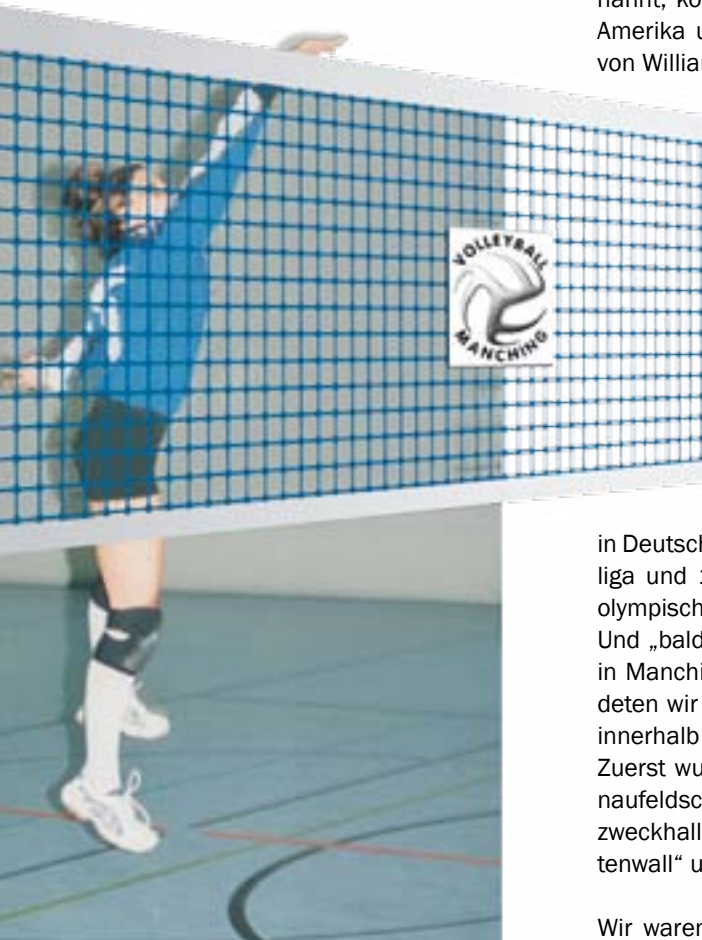 nannt, ko
Amerika u
von Willia
VOLLEYBALL
MANCHING
in Deutsch
liga und
olympisch
Und „bald
in Manchi
deten wir
innerhalb
Zuerst wu
naufeldsc
zweckhall
tenwall“ u
Wir waren